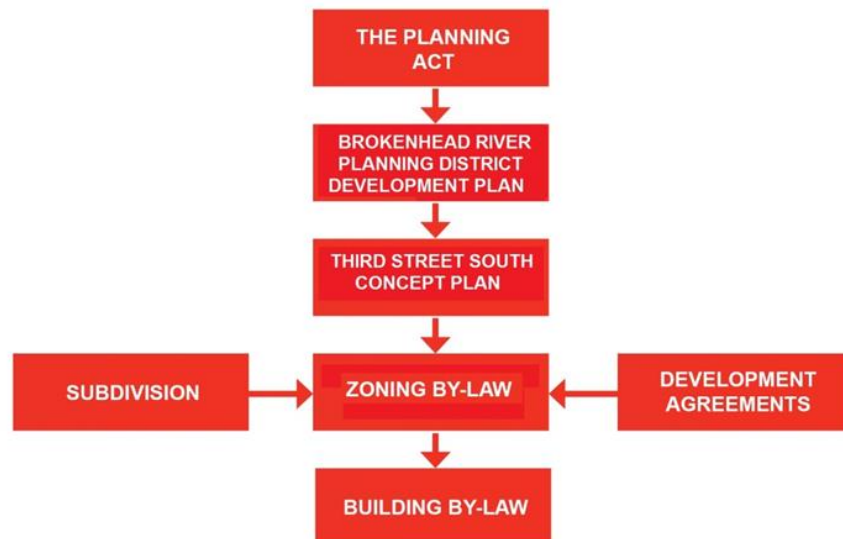 THE PLANNING
ACT
BROKENHEAD RIVER
PLANNING DISTRICT
DEVELOPMENT PLAN
THIRD STREET SOUTH
CONCEPT PLAN
SUBDIVISION
ZONING BY-LAW
DEVELOPMENT
AGREEMENTS
BUILDING BY-LAW